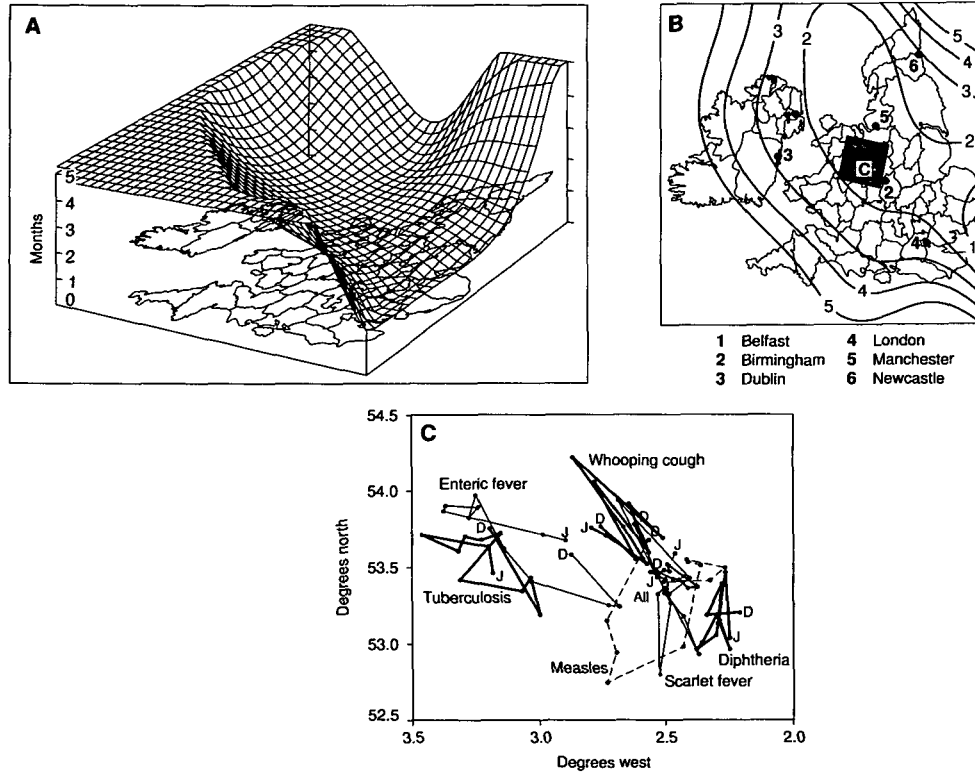 A
5
4
3
2
1
0
Months
B
3
2
5
4
6
3
5
2
3
C
2
4
3
1
4
5
2
3
1 Belfast 4 London
2 Birmingham 5 Manchester
3 Dublin 6 Newcastle
C
54.5
54.0
53.5
53.0
52.5
Degrees north
Whooping cough
Enteric fever
D
D
D
D
J
J
J
D
J
J
Tuberculosis
All
D
J
Measles
Diphtheria
Scarlet fever
3.5 3.0 2.5 2.0
Degrees west